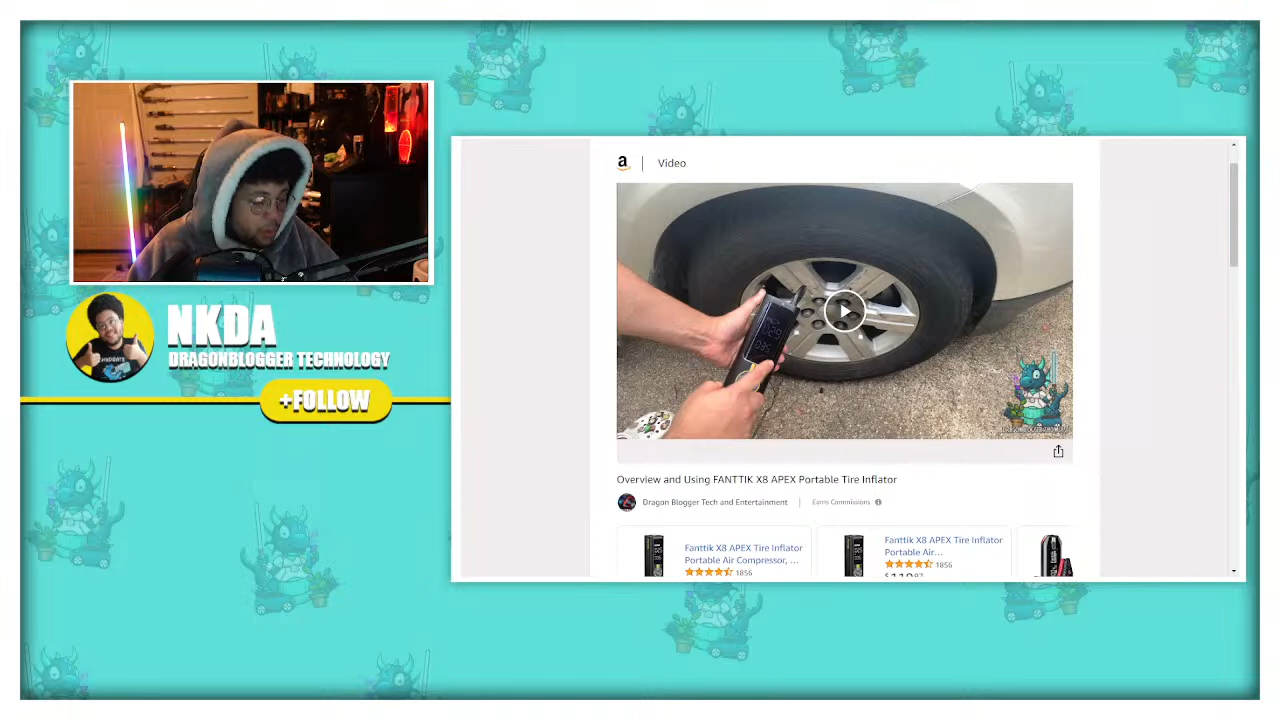 NKDA
DRAGONBLOGGER TECHNOLOGY
+FOLLOW
a | Video
Overview and Using FANTTIK X8 APEX Portable Tire Inflator
Dragon Blogger Tech and Entertainment | Earns Commissions
Fanttik X8 APEX Tire Inflator
Portable Air Compressor, ...
1856
Fanttik X8 APEX Tire Inflator
Portable Air...
1856